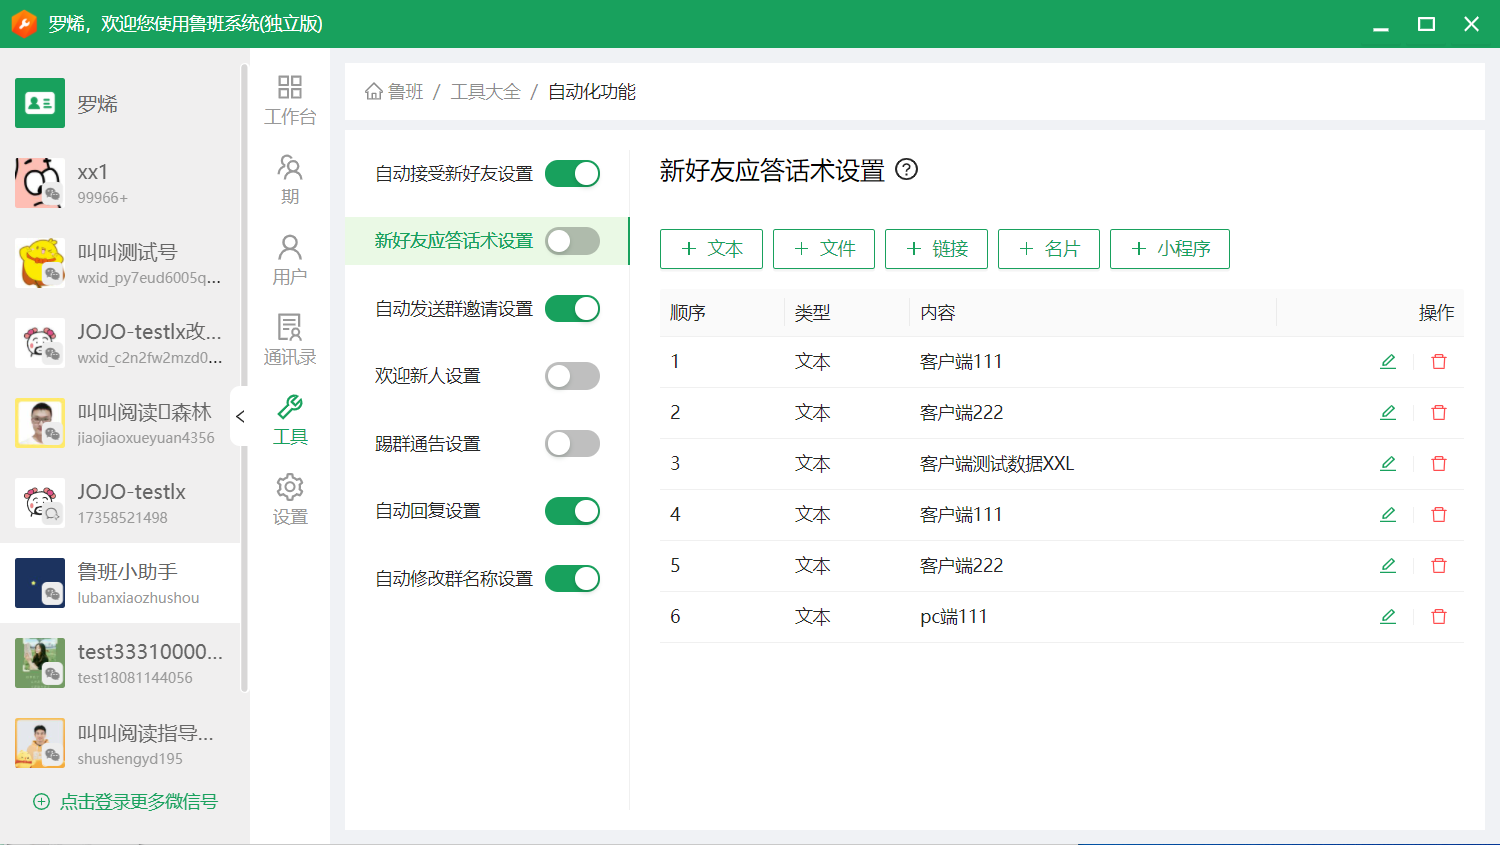 罗烯，欢迎您使用鲁班系统(独立版)
罗烯
xx1
99966+
叫叫测试号
wxid_py7eud6005q...
JOJO-testlx改...
wxid_c2n2fw2mzd0...
叫叫阅读▯森林
jiaojiaoxueyuan4356
JOJO-testlx
17358521498
鲁班小助手
lubanxiaozhushou
test33310000...
test18081144056
叫叫阅读指导...
shushengyd195
点击登录更多微信号
工作台
期
用户
通讯录
工具
设置
鲁班 / 工具大全 / 自动化功能
自动接受新好友设置
新好友应答话术设置
自动发送群邀请设置
欢迎新人设置
踢群通告设置
自动回复设置
自动修改群名称设置
新好友应答话术设置
+ 文本 + 文件 + 链接 + 名片 + 小程序
顺序 类型 内容 操作
1 文本 客户端111
2 文本 客户端222
3 文本 客户端测试数据XXL
4 文本 客户端111
5 文本 客户端222
6 文本 pc端111